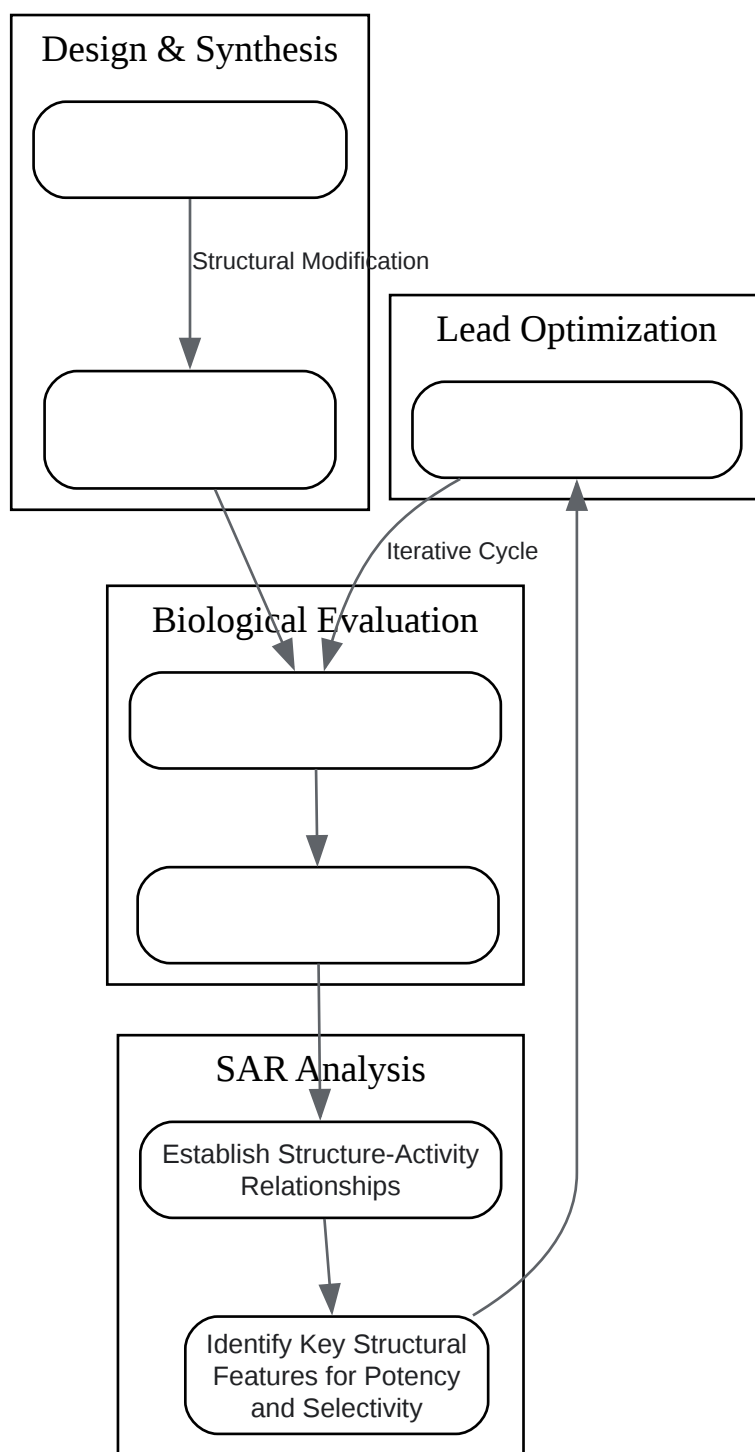 Design & Synthesis
Structural Modification
Lead Optimization
Iterative Cycle
Biological Evaluation
SAR Analysis
Establish Structure-Activity
Relationships
Identify Key Structural
Features for Potency
and Selectivity